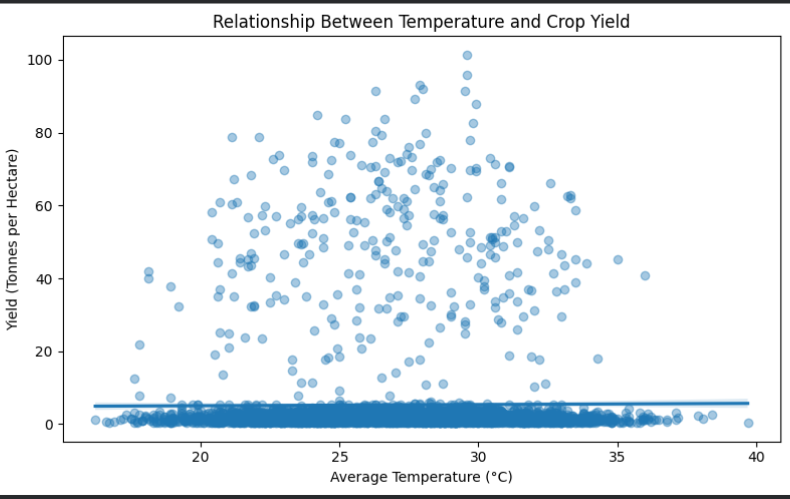 Relationship Between Temperature and Crop Yield
100
80
60
40
20
0
Yield (Tonnes per Hectare)
20 25 30 35 40
Average Temperature (°C)